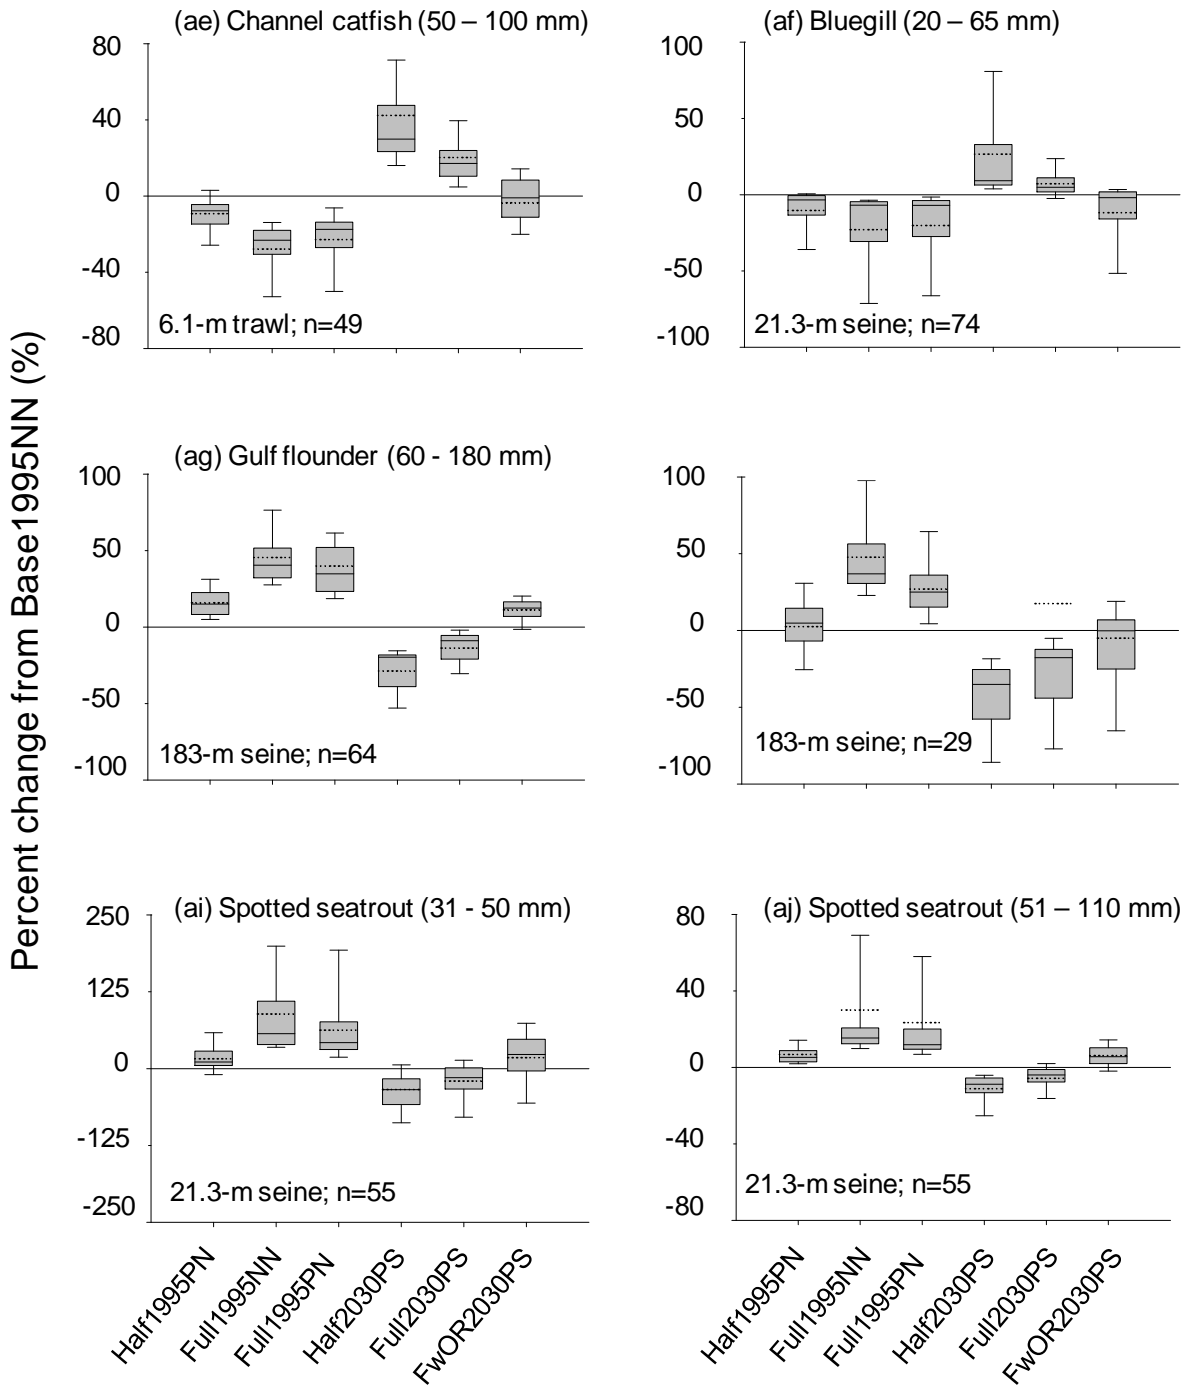 Percent change from Base1995NN (%)
(ae) Channel catfish (50 – 100 mm)
80
40
0
-40
-80
6.1-m trawl; n=49
(af) Bluegill (20 – 65 mm)
100
50
0
-50
-100
21.3-m seine; n=74
(ag) Gulf flounder (60 - 180 mm)
100
50
0
-50
-100
183-m seine; n=64
100
50
0
-50
-100
183-m seine; n=29
(ai) Spotted seatrout (31 - 50 mm)
250
125
0
-125
-250
21.3-m seine; n=55
(aj) Spotted seatrout (51 – 110 mm)
80
40
0
-40
-80
21.3-m seine; n=55
Half1995PN
Full1995NN
Full1995PN
Half2030PS
Full2030PS
FwOR2030PS
Half1995PN
Full1995NN
Full1995PN
Half2030PS
Full2030PS
FwOR2030PS